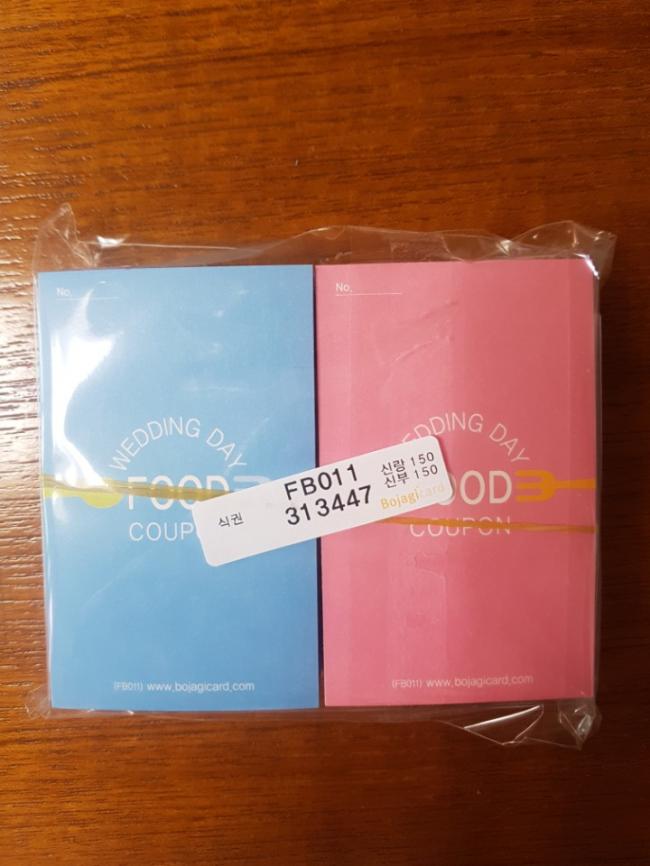 No.
WEDDING DAY
FOOD
COUP
(FB011) www.bojagicard.com
식권
FB011
313447
신랑 150
신부 150
Bojagicard
No.
EDDING DAY
OOD
COUPON
(FB011) www.bojagicard.com